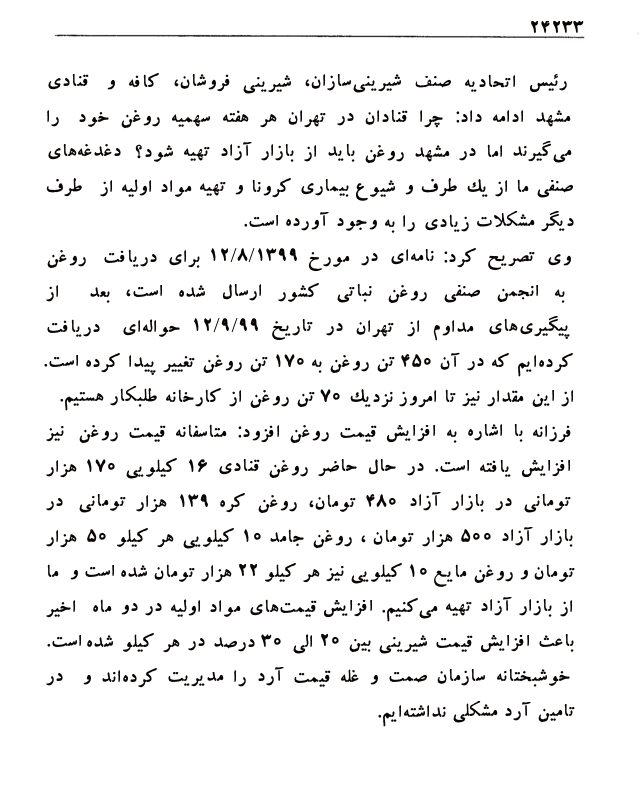 ۲۴۲۳۳
رئیس اتحادیه صنف شیرینی‌سازان، شیرینی فروشان، کافه و قنادی
مشهد ادامه داد: چرا قنادان در تهران هر هفته سهمیه روغن خود را
می‌گیرند اما در مشهد روغن باید از بازار آزاد تهیه شود؟ دغدغه‌های
صنفی ما از یك طرف و شیوع بیماری کرونا و تهیه مواد اولیه از طرف
دیگر مشکلات زیادی را به وجود آورده است.
وی تصریح کرد: نامه‌ای در مورخ ۱۲/۸/۱۳۹۹ برای دریافت روغن
به انجمن صنفی روغن نباتی کشور ارسال شده است، بعد از
پیگیری‌های مداوم از تهران در تاریخ ۱۲/۹/۹۹ حواله‌ای دریافت
کرده‌ایم که در آن ۴۵۰ تن روغن به ۱۷۰ تن روغن تغییر پیدا کرده است.
از این مقدار نیز تا امروز نزدیك ۷۰ تن روغن از کارخانه طلبکار هستیم.
فرزانه با اشاره به افزایش قیمت روغن افزود: متاسفانه قیمت روغن نیز
افزایش یافته است. در حال حاضر روغن قنادی ۱۶ کیلویی ۱۷۰ هزار
تومانی در بازار آزاد ۴۸۰ تومان، روغن کره ۱۳۹ هزار تومانی در
بازار آزاد ۵۰۰ هزار تومان ، روغن جامد ۱۰ کیلویی هر کیلو ۵۰ هزار
تومان و روغن مایع ۱۰ کیلویی نیز هر کیلو ۲۲ هزار تومان شده است و ما
از بازار آزاد تهیه می‌کنیم. افزایش قیمت‌های مواد اولیه در دو ماه اخیر
باعث افزایش قیمت شیرینی بین ۲۰ الی ۳۰ درصد در هر کیلو شده است.
خوشبختانه سازمان صمت و غله قیمت آرد را مدیریت کرده‌اند و در
تامین آرد مشکلی نداشته‌ایم.